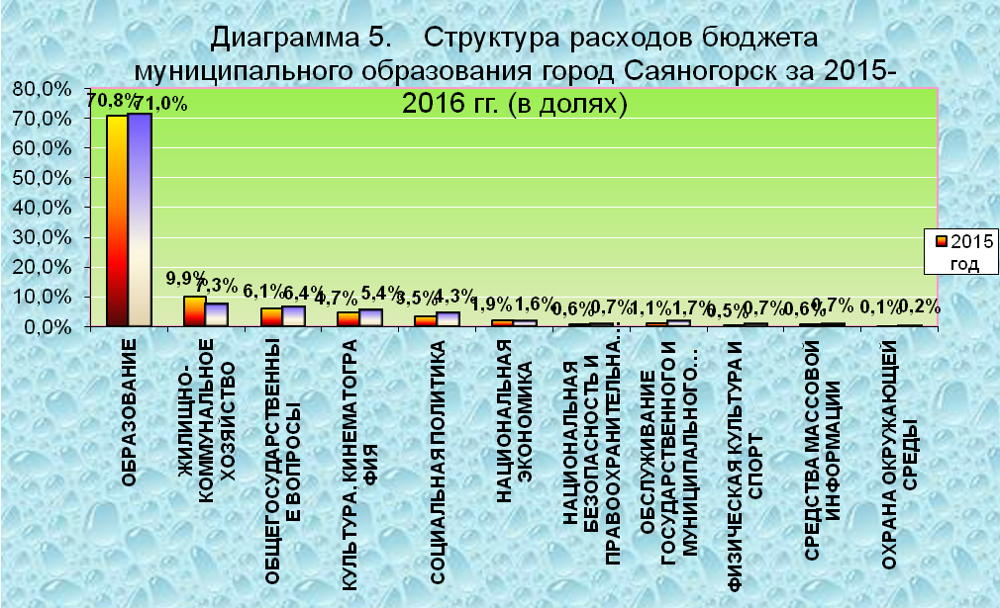 Диаграмма 5. Структура расходов бюджета
муниципального образования город Саяногорск за 2015-
2016 гг. (в долях)
80,0%
70,0%
60,0%
50,0%
40,0%
30,0%
20,0%
10,0%
0,0%
70,8% 71,0%
9,9% 7,3%
6,1% 6,4%
4,7% 5,4%
3,5% 4,3%
1,9% 1,6%
0,6% 0,7%
1,1% 1,7%
0,5% 0,7%
0,6% 0,7%
0,1% 0,2%
2015
год
ОБРАЗОВАНИЕ
ЖИЛИЩНО-
КОММУНАЛЬНОЕ
ХОЗЯЙСТВО
ОБЩЕГОСУДАРСТВЕННЫ
Е ВОПРОСЫ
КУЛЬТУРА, КИНЕМАТОГРА
ФИЯ
СОЦИАЛЬНАЯ ПОЛИТИКА
НАЦИОНАЛЬНАЯ
ЭКОНОМИКА
НАЦИОНАЛЬНАЯ
БЕЗОПАСНОСТЬ И
ПРАВООХРАНИТЕЛЬНА…
ОБСЛУЖИВАНИЕ
ГОСУДАРСТВЕННОГО И
МУНИЦИПАЛЬНОГО…
ФИЗИЧЕСКАЯ КУЛЬТУРА И
СПОРТ
СРЕДСТВА МАССОВОЙ
ИНФОРМАЦИИ
ОХРАНА ОКРУЖАЮЩЕЙ
СРЕДЫ